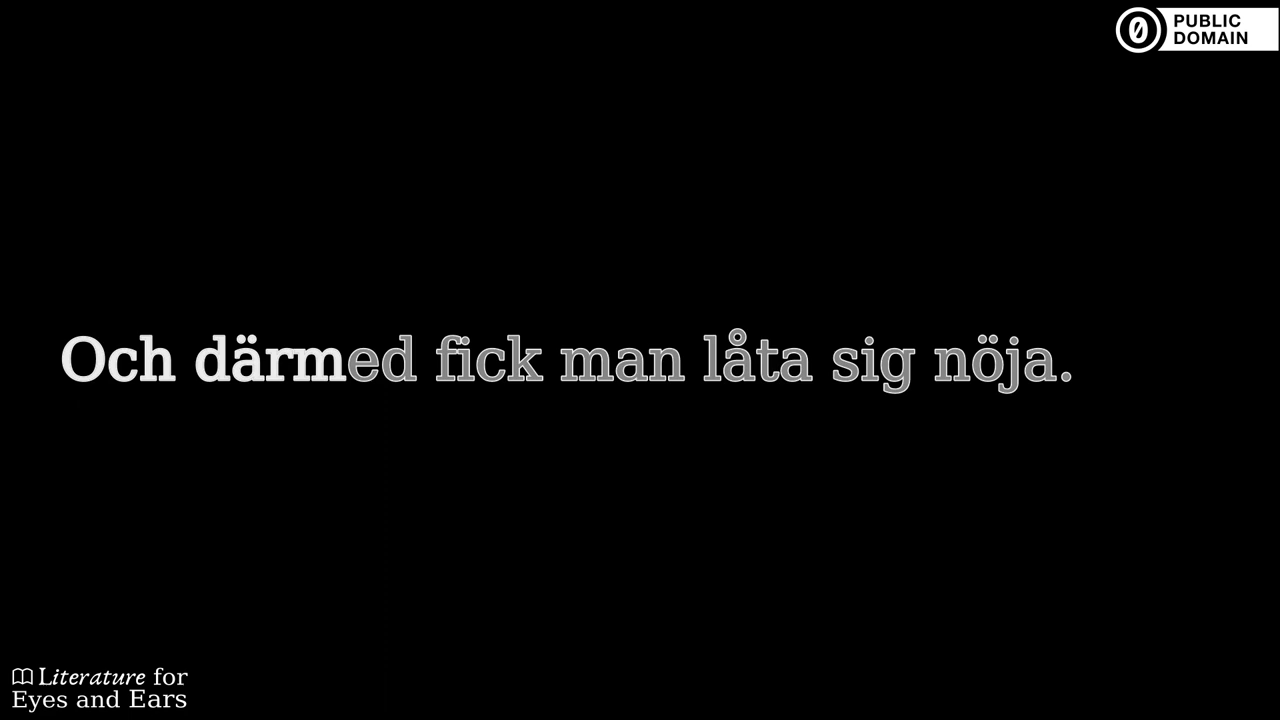 PUBLIC
DOMAIN
Och därmed fick man låta sig nöja.
Literature for
Eyes and Ears